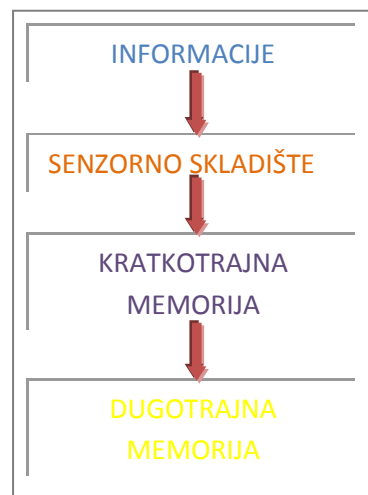 INFORMACIJE
SENZORNO SKLADIŠTE
KRATKOTRAJNA
MEMORIJA
DUGOTRAJNA
MEMORIJA